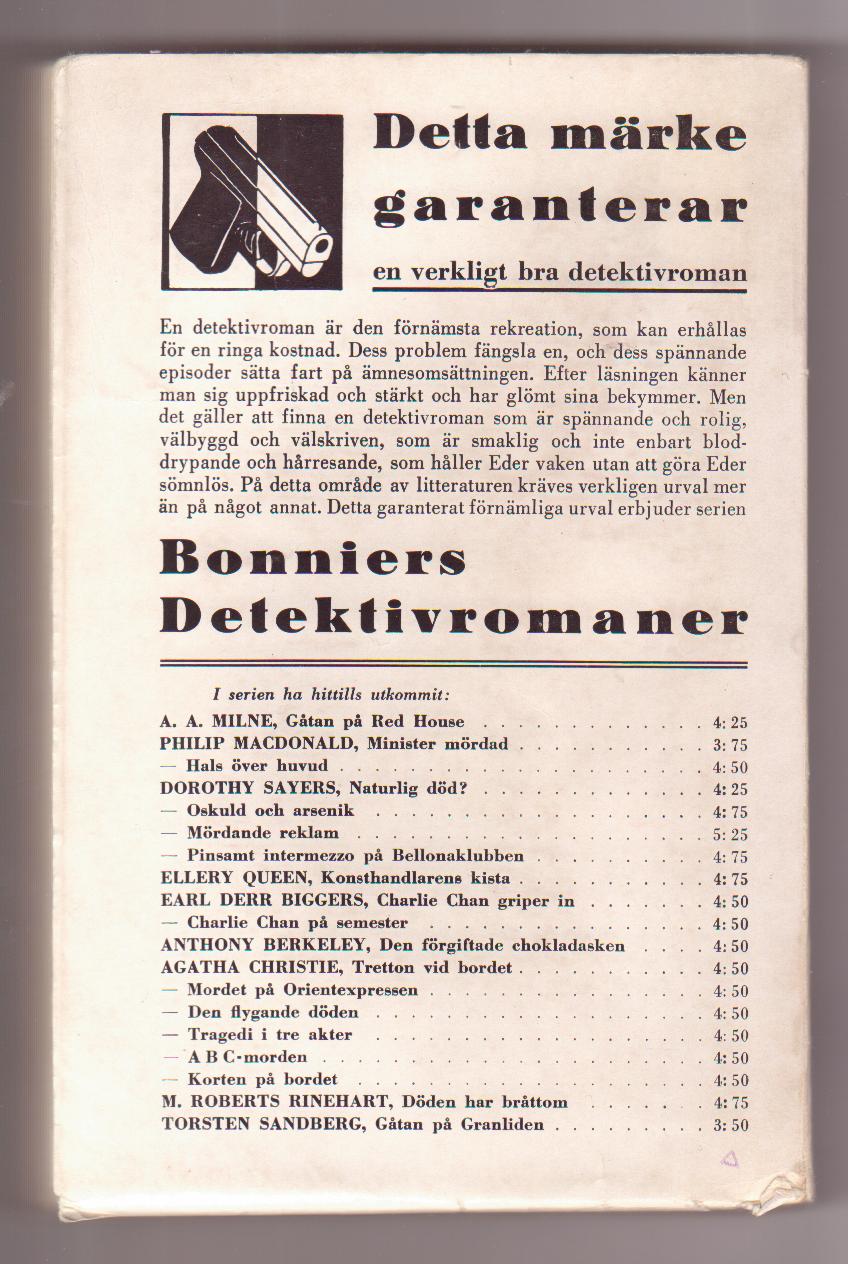 Detta märke
garanterar
en verkligt bra detektivroman
En detektivroman är den förnämsta rekreation, som kan erhållas
för en ringa kostnad. Dess problem fängsla en, och dess spännande
episoder sätta fart på ämnesomsättningen. Efter läsningen känner
man sig uppfriskad och stärkt och har glömt sina bekymmer. Men
det gäller att finna en detektivroman som är spännande och rolig,
välbyggd och välskriven, som är smaklig och inte enbart blod-
drypande och hårresande, som håller Eder vaken utan att göra Eder
sömnlös. På detta område av litteraturen kräves verkligen urval mer
än på något annat. Detta garanterat förnämliga urval erbjuder serien
Bonniers
Detektivromaner
I serien ha hittills utkommit:
A. A. MILNE, Gåtan på Red House . . . . . . . . . . . . . 4: 25
PHILIP MACDONALD, Minister mördad . . . . . . . . . . . 3: 75
— Hals över huvud . . . . . . . . . . . . . . . . . . . . 4: 50
DOROTHY SAYERS, Naturlig död? . . . . . . . . . . . . . 4: 25
— Oskuld och arsenik . . . . . . . . . . . . . . . . . . 4: 75
— Mördande reklam . . . . . . . . . . . . . . . . . . . 5: 25
— Pinsamt intermezzo på Bellonaklubben . . . . . . . . . . 4: 75
ELLERY QUEEN, Konsthandlarens kista . . . . . . . . . . . 4: 75
EARL DERR BIGGERS, Charlie Chan griper in . . . . . . . 4: 50
— Charlie Chan på semester . . . . . . . . . . . . . . . 4: 50
ANTHONY BERKELEY, Den förgiftade chokladasken . . . . 4: 50
AGATHA CHRISTIE, Tretton vid bordet . . . . . . . . . . . 4: 50
— Mordet på Orientexpressen . . . . . . . . . . . . . . . 4: 50
— Den flygande döden . . . . . . . . . . . . . . . . . . 4: 50
— Tragedi i tre akter . . . . . . . . . . . . . . . . . . 4: 50
— A B C-morden . . . . . . . . . . . . . . . . . . . . . 4: 50
— Korten på bordet . . . . . . . . . . . . . . . . . . . 4: 50
M. ROBERTS RINEHART, Döden har bråttom . . . . . . . 4: 75
TORSTEN SANDBERG, Gåtan på Granliden . . . . . . . . . 3: 50